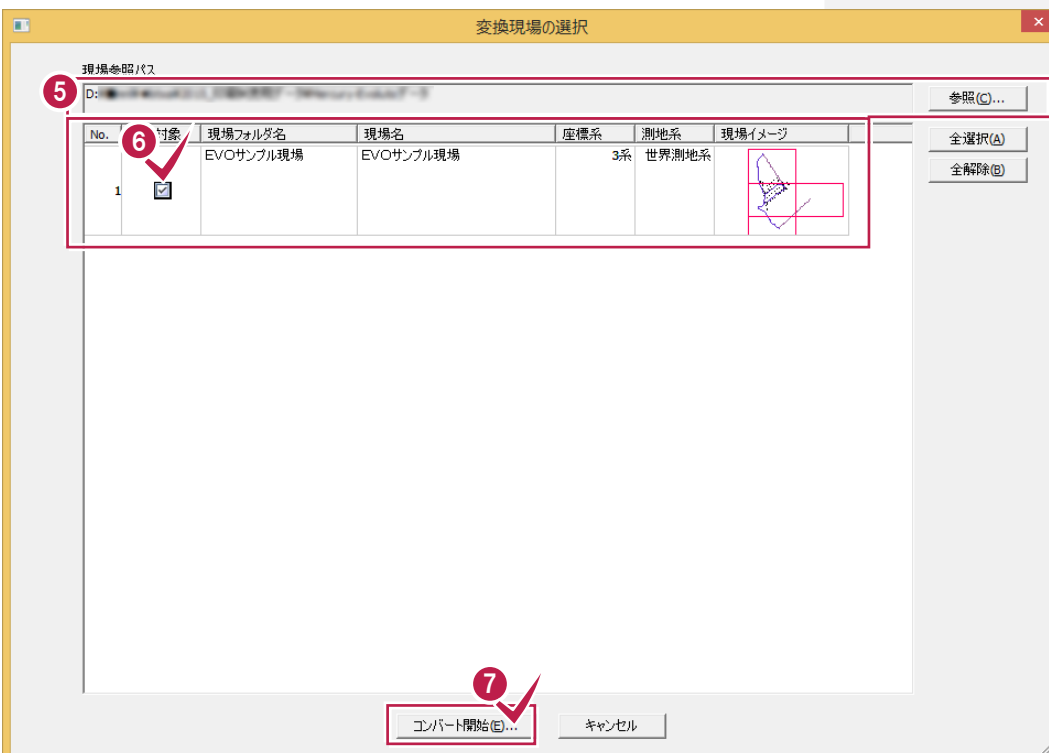 変換現場の選択
現場参照パス
5
D:
参照(C)...
No. 対象 現場フォルダ名 現場名 座標系 測地系 現場イメージ
6
全選択(A)
EVOサンプル現場 EVOサンプル現場 3系 世界測地系
全解除(B)
1
7
コンバート開始(E)... キャンセル